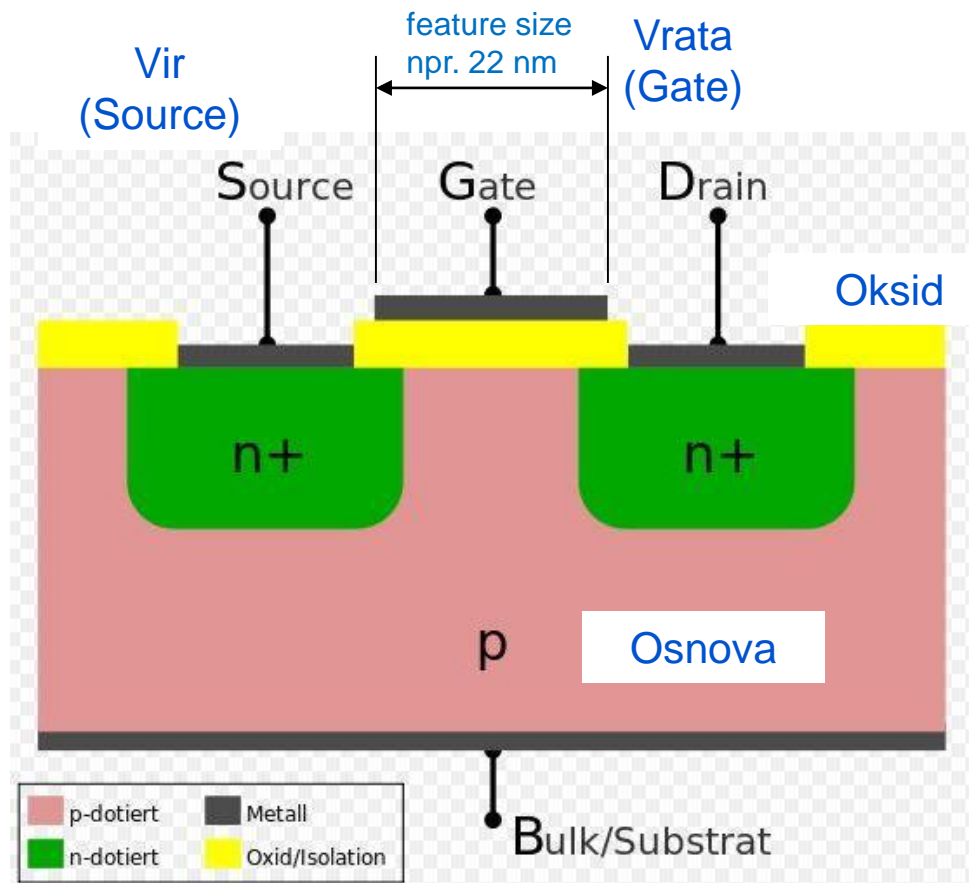 feature size
npr. 22 nm
Vir
(Source)
Vrata
(Gate)
Source
Gate
Drain
Oksid
n+
n+
p
Osnova
p-dotiert
Metall
n-dotiert
Oxid/Isolation
Bulk/Substrat